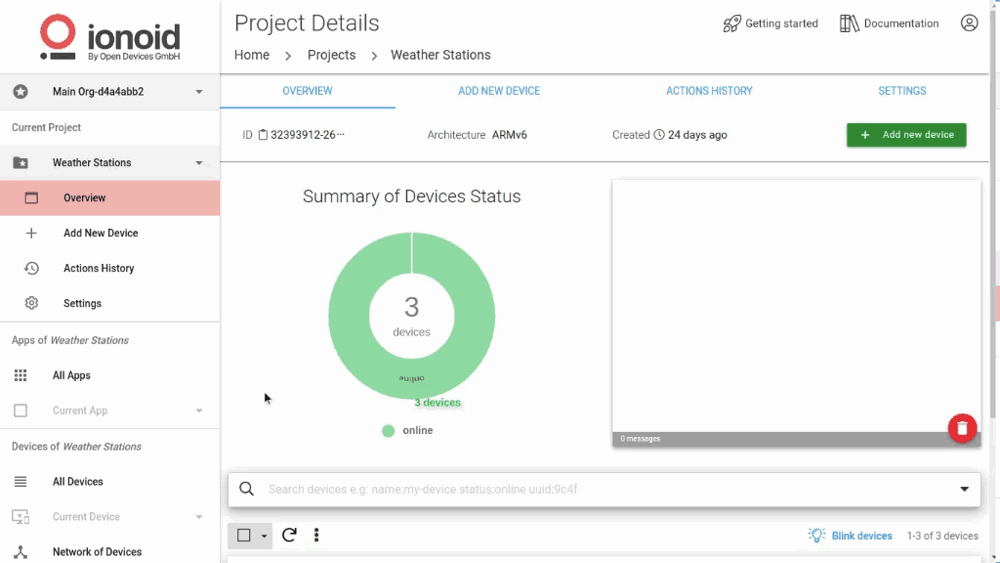 ionoid
By Open Devices GmbH
Main Org-d4a4abb2
Current Project
Weather Stations
Overview
Add New Device
Actions History
Settings
Apps of Weather Stations
All Apps
Current App
Devices of Weather Stations
All Devices
Current Device
Network of Devices
Project Details
Getting started
Documentation
Home > Projects > Weather Stations
OVERVIEW
ADD NEW DEVICE
ACTIONS HISTORY
SETTINGS
ID 32393912-26···
Architecture ARMv6
Created 24 days ago
+ Add new device
Summary of Devices Status
3
devices
online
3 devices
online
0 messages
Search devices e.g: name:my-device status:online uuid:9c4f
Blink devices
1-3 of 3 devices